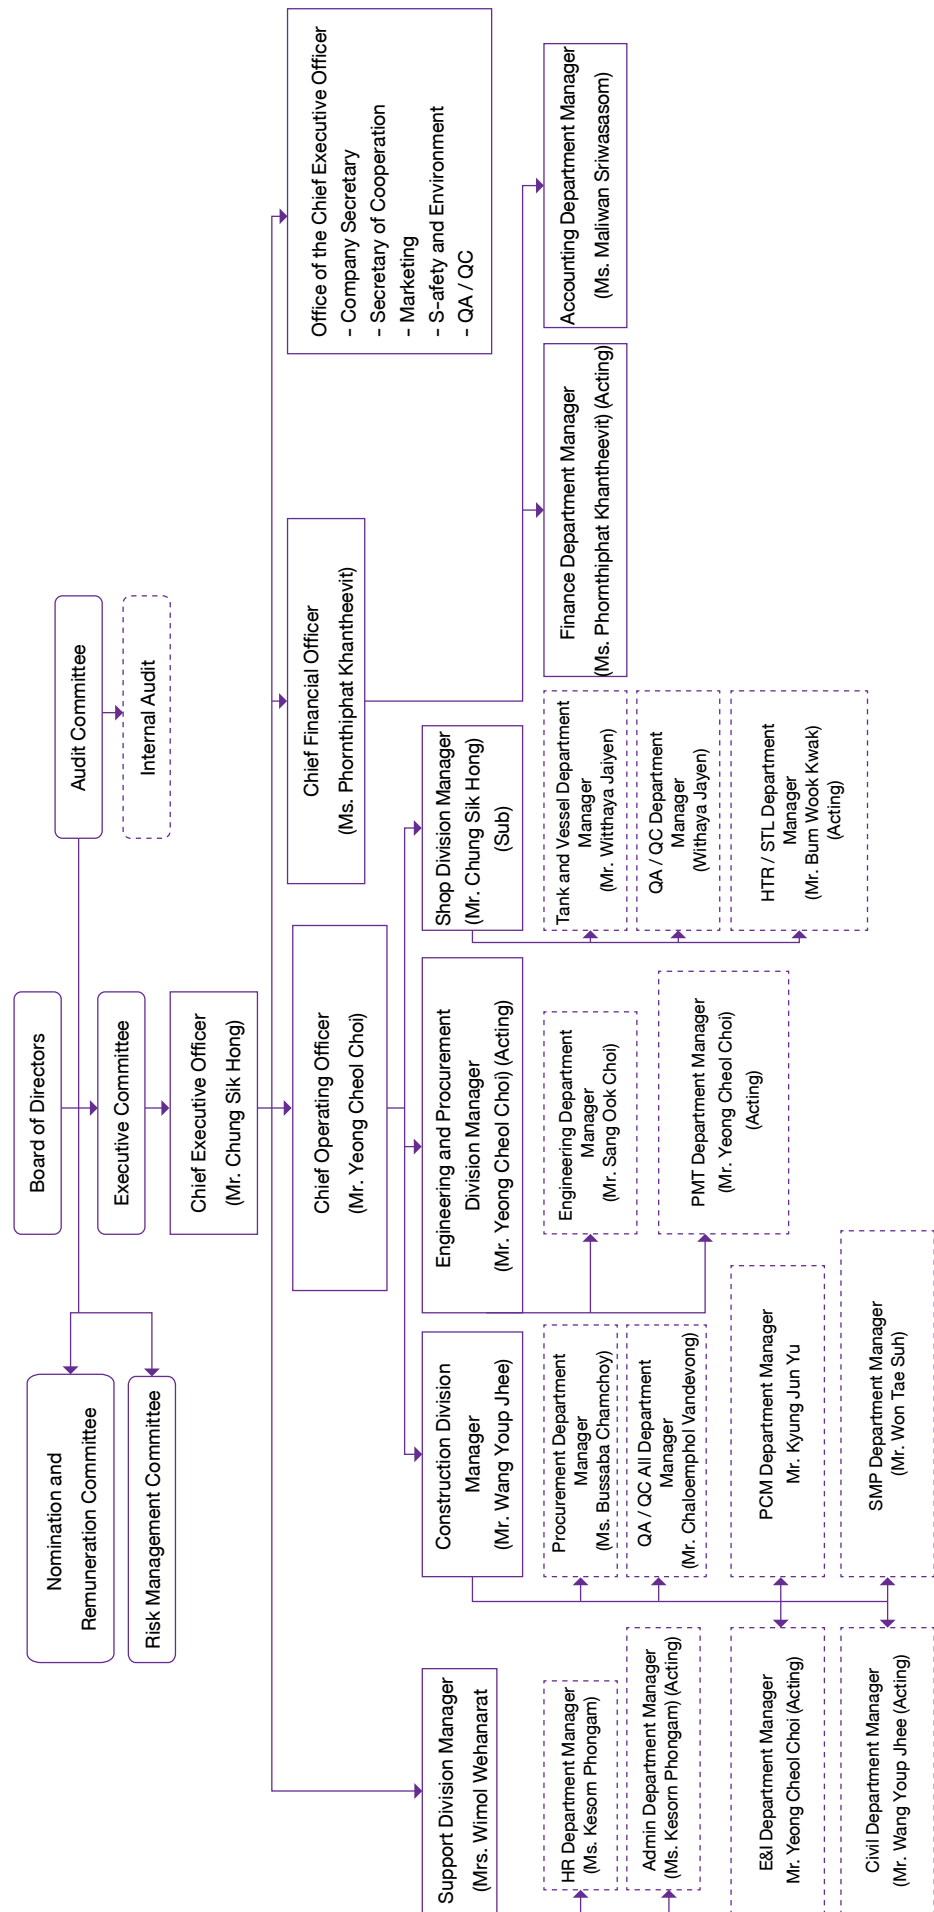 Board of Directors
Audit Committee
Internal Audit
Nomination and
Remuneration Committee
Risk Management Committee
Executive Committee
Chief Executive Officer
(Mr. Chung Sik Hong)
Office of the Chief Executive Officer
- Company Secretary
- Secretary of Cooperation
- Marketing
- S-afety and Environment
- QA / QC
Chief Operating Officer
(Mr. Yeong Cheol Choi)
Chief Financial Officer
(Ms. Phornthiphat Khantheevit)
Support Division Manager
(Mrs. Wimol Wehanarat)
Construction Division
Manager
(Mr. Wang Youp Jhee)
Engineering and Procurement
Division Manager
(Mr. Yeong Cheol Choi) (Acting)
Shop Division Manager
(Mr. Chung Sik Hong)
(Sub)
Finance Department Manager
(Ms. Phornthiphat Khantheevit) (Acting)
Accounting Department Manager
(Ms. Maliwan Sriwasasom)
HR Department Manager
(Ms. Kesorn Phongam)
Admin Department Manager
(Ms. Kesorn Phongam) (Acting)
Procurement Department
Manager
(Ms. Bussaba Chamchoy)
QA / QC All Department
Manager
(Mr. Chaloemphol Vandevong)
E&I Department Manager
Mr. Yeong Cheol Choi (Acting)
PCM Department Manager
Mr. Kyung Jun Yu
Civil Department Manager
(Mr. Wang Youp Jhee (Acting)
SMP Department Manager
(Mr. Won Tae Suh)
Engineering Department
Manager
(Mr. Sang Ook Choi)
PMT Department Manager
(Mr. Yeong Cheol Choi)
(Acting)
Tank and Vessel Department
Manager
(Mr. Witthaya Jaiyen)
QA / QC Department
Manager
(Withaya Jayen)
HTR / STL Department
Manager
(Mr. Bum Wook Kwak)
(Acting)